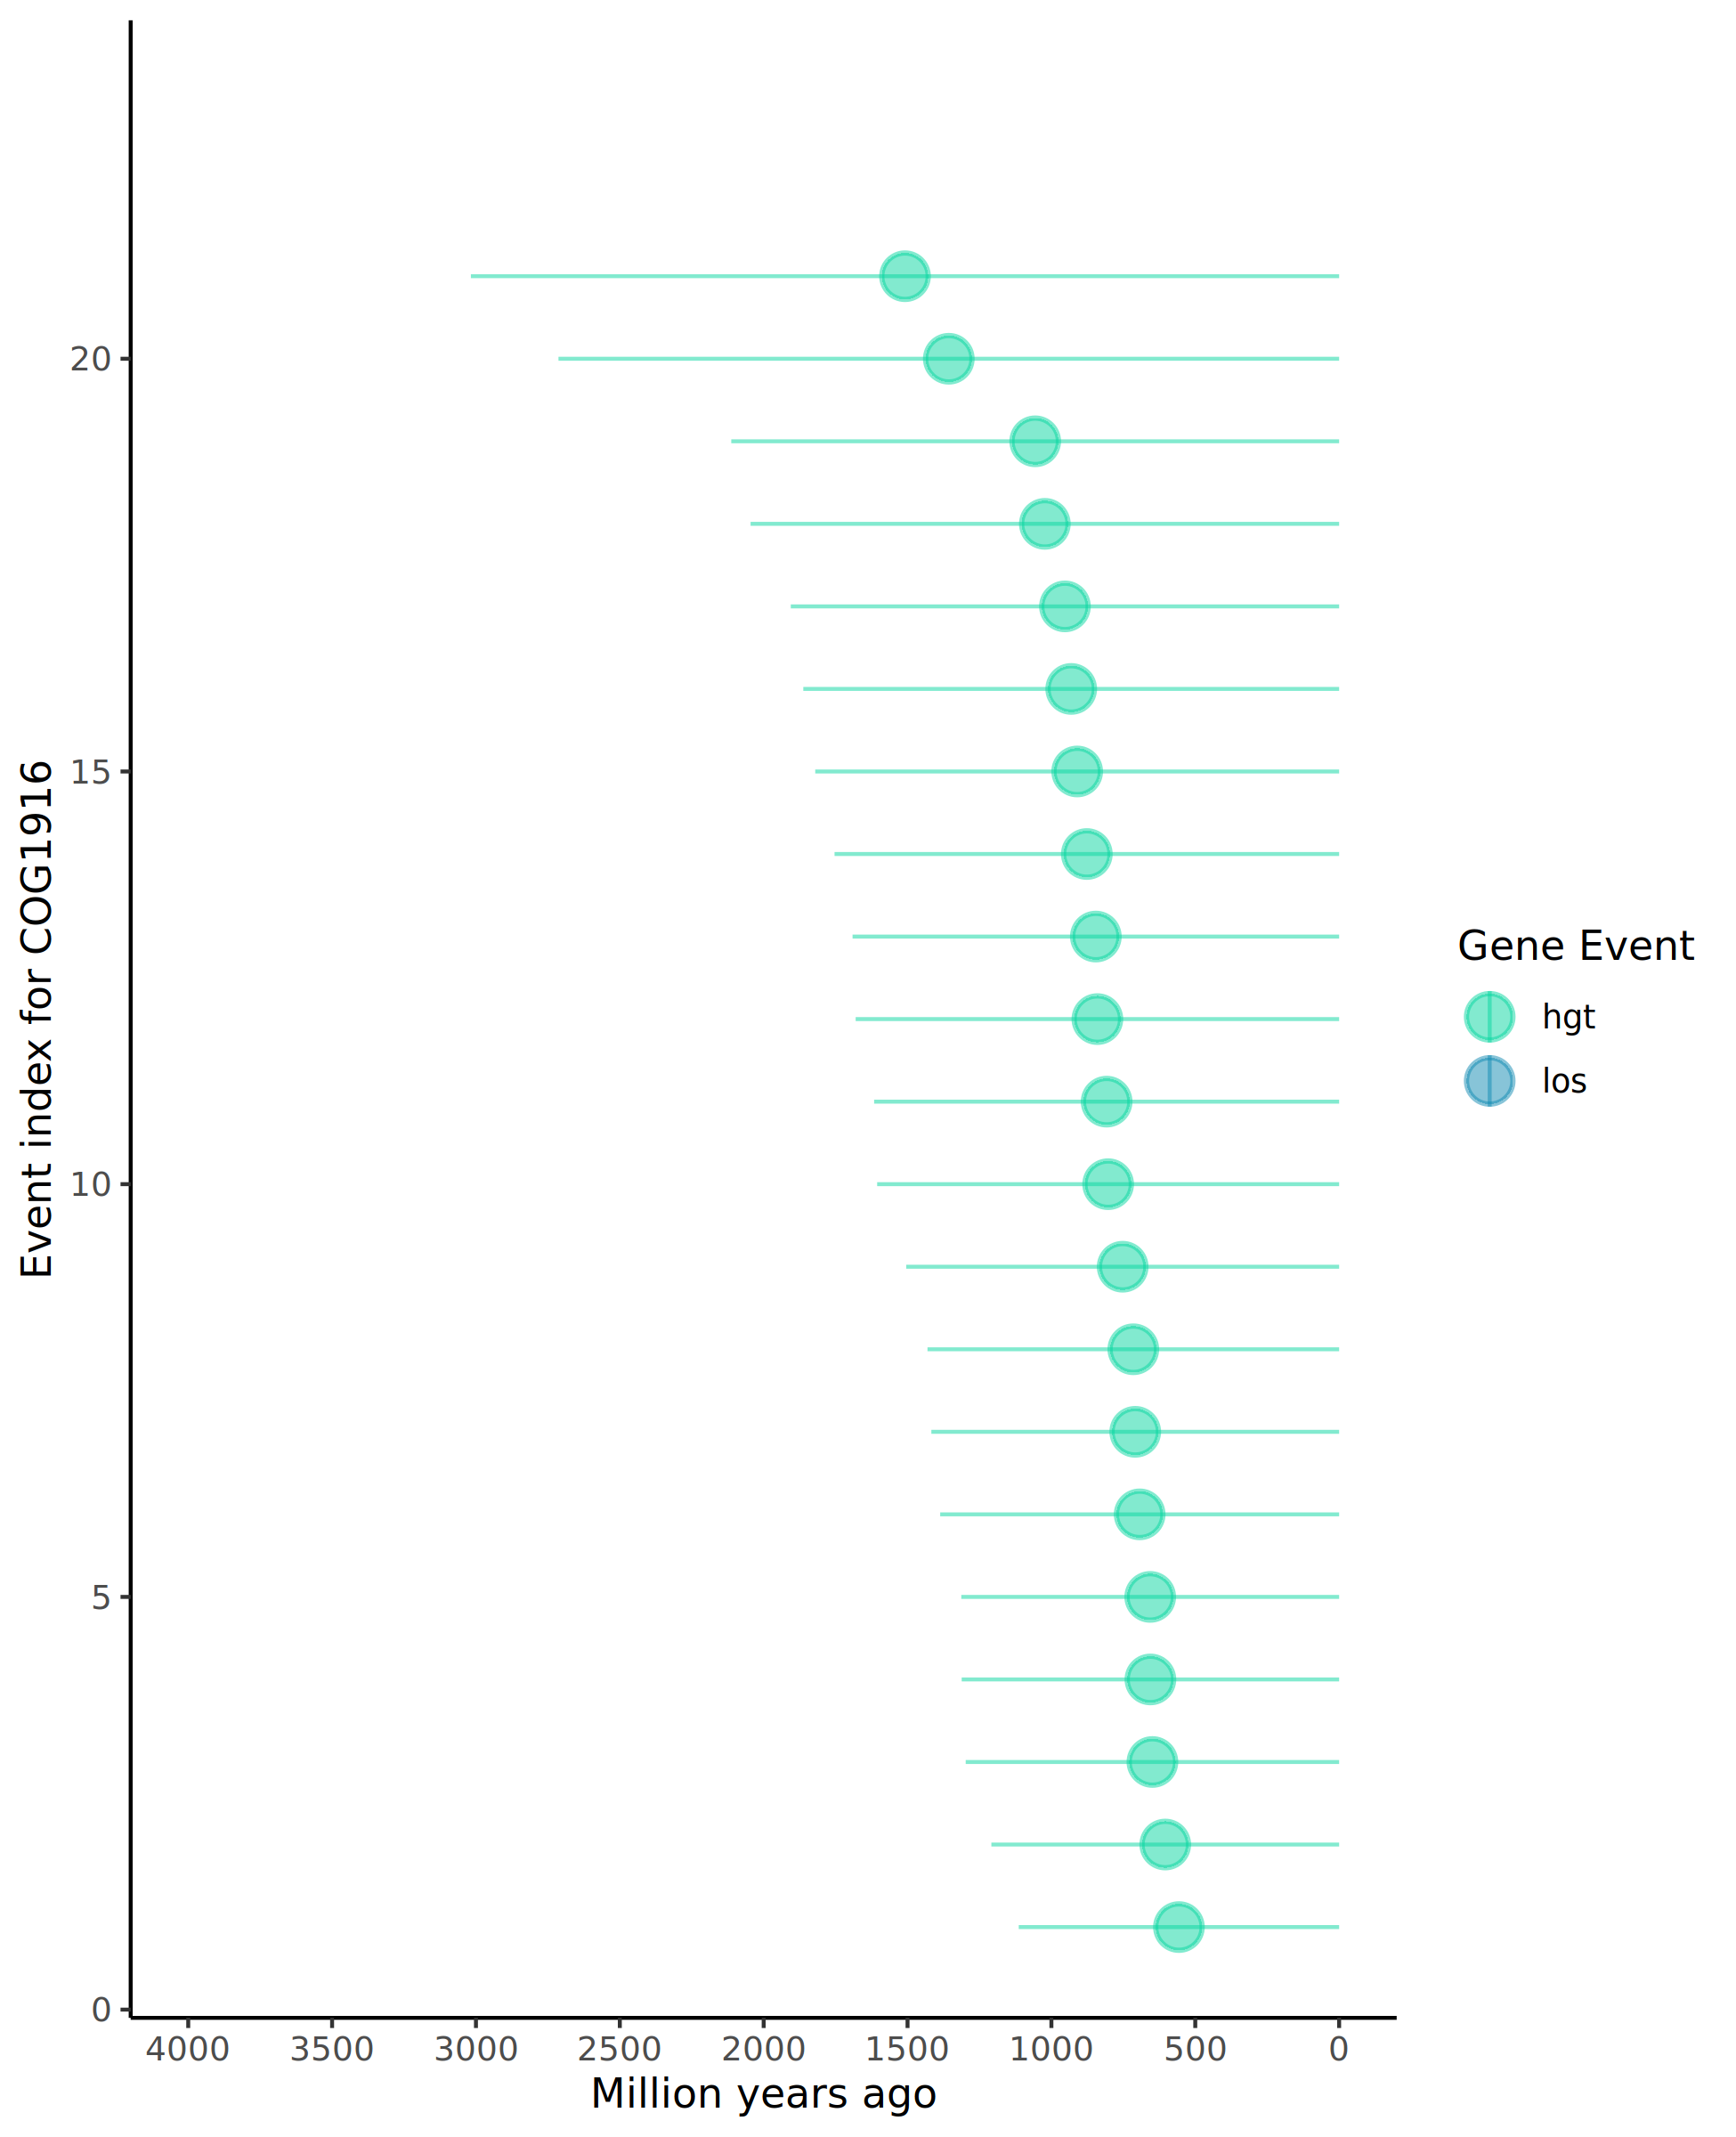 Event index for COG1916
20
15
10
5
0
4000 3500 3000 2500 2000 1500 1000 500 0
Million years ago
Gene Event
hgt
los